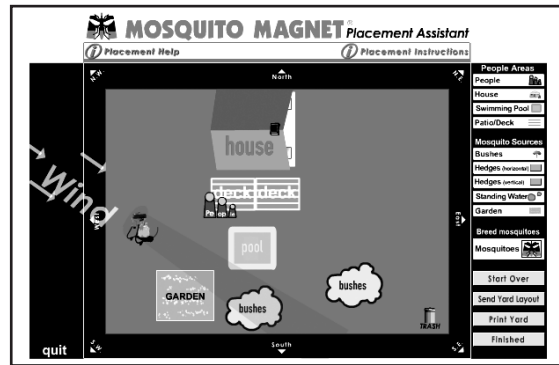 MOSQUITO MAGNET® Placement Assistant
i Placement Help
i Placement Instructions
N.W.
North
N.E.
People Areas
People
House
Swimming Pool
Patio/Deck
Mosquito Sources
Bushes
Hedges (horizontal)
Hedges (vertical)
Standing Water
Garden
Breed mosquitoes
Mosquitoes
Start Over
Send Yard Layout
Print Yard
Finished
house
deck deck
People
Wind
East
pool
GARDEN
bushes
bushes
TRASH
S.W.
South
S.E.
quit